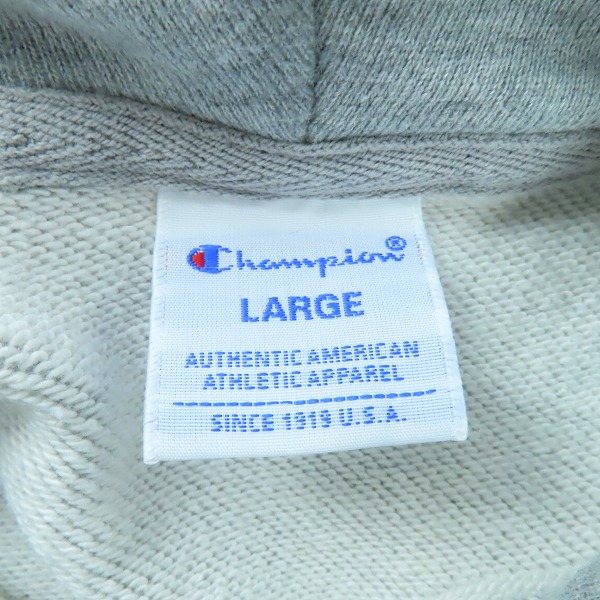 Champion®
LARGE
AUTHENTIC AMERICAN
ATHLETIC APPAREL
SINCE 1919 U.S.A.